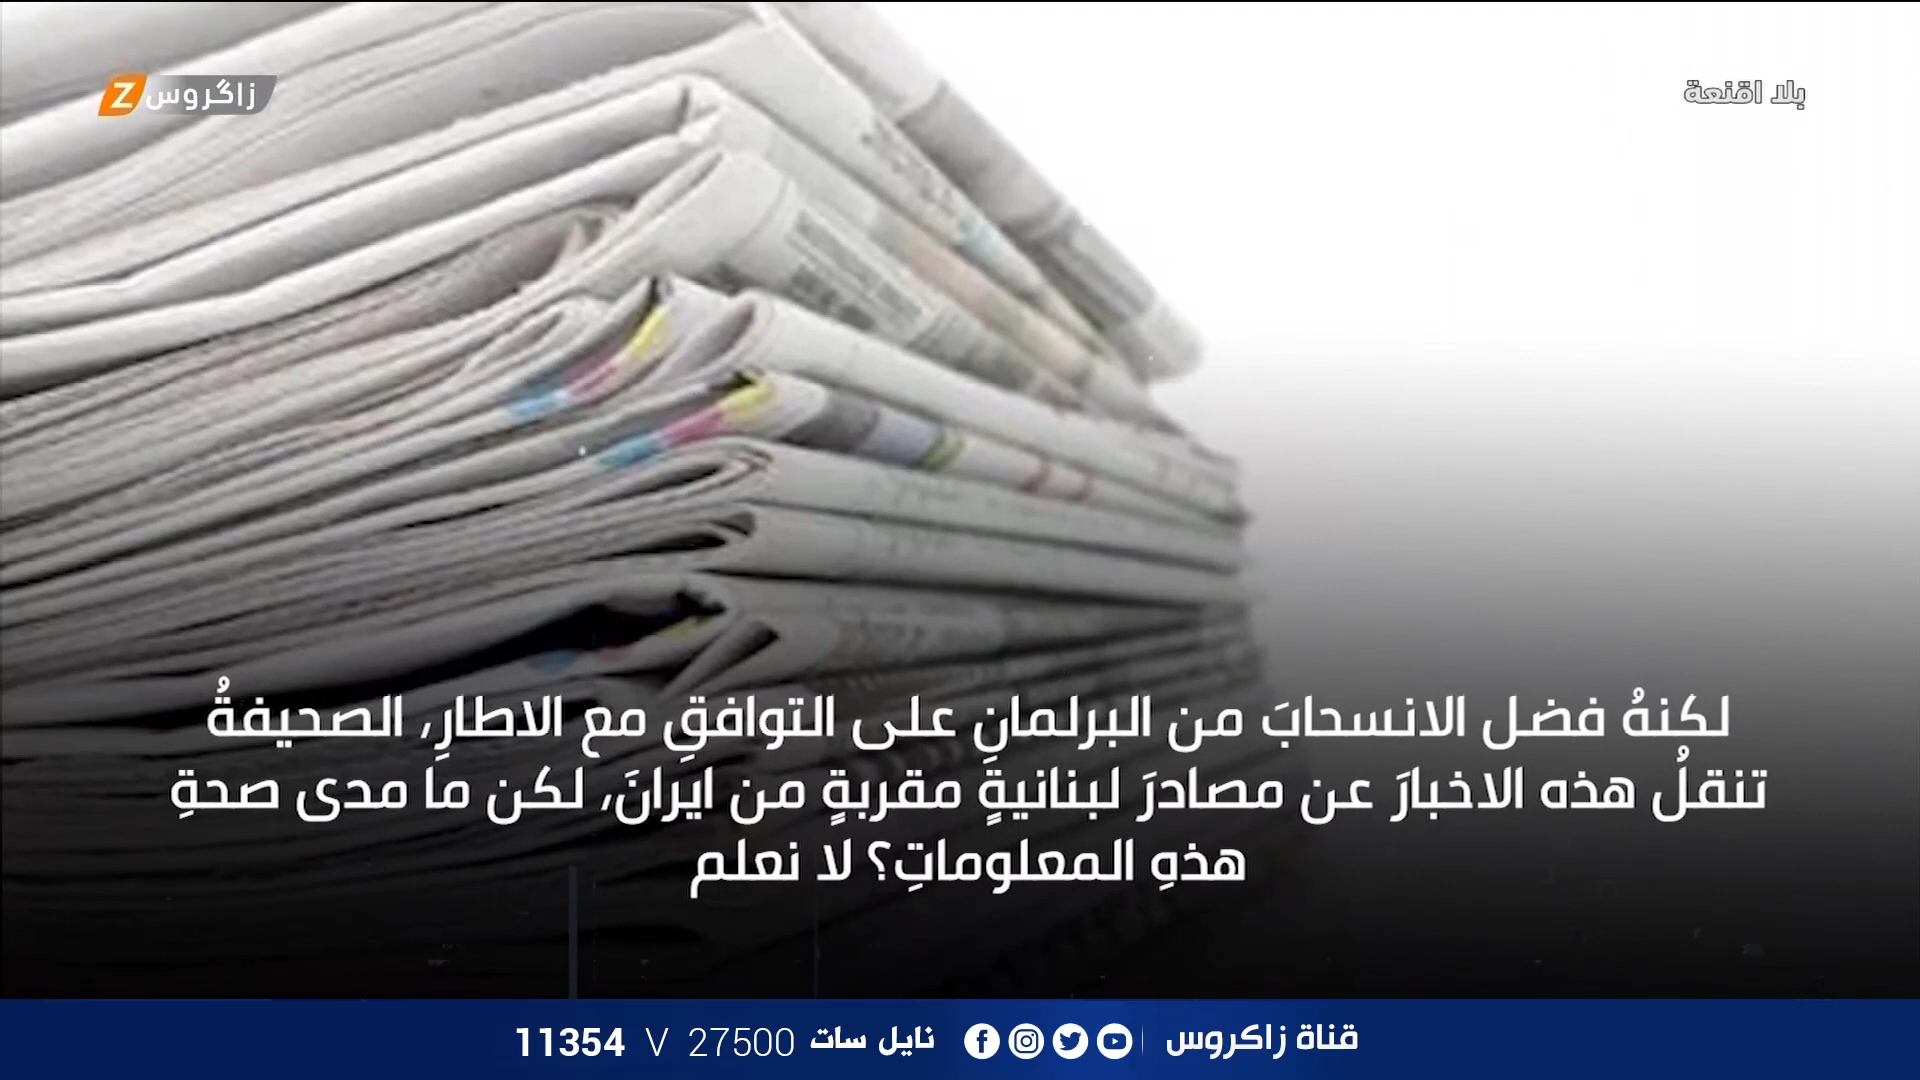 زاگروس Z
بلا اقنعة
لكنهُ فضل الانسحابَ من البرلمانِ على التوافقِ مع الاطارِ، الصحيفةُ
تنقلُ هذه الاخبارَ عن مصادرَ لبنانيةٍ مقربةٍ من ايرانَ، لكن ما مدى صحةِ
هذهِ المعلوماتِ؟ لا نعلم
قناة زاكروس نايل سات 27500 V 11354